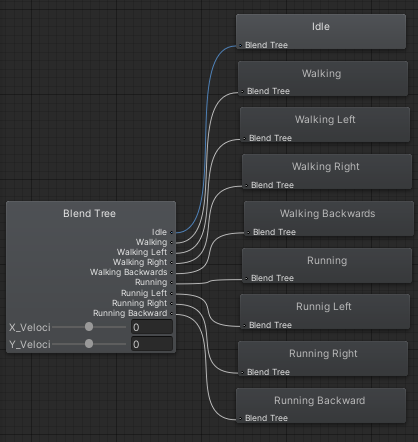 Idle
Blend Tree
Walking
Blend Tree
Walking Left
Blend Tree
Walking Right
Blend Tree
Walking Backwards
Blend Tree
Running
Blend Tree
Runnig Left
Blend Tree
Running Right
Blend Tree
Running Backward
Blend Tree
Blend Tree
Idle
Walking
Walking Left
Walking Right
Walking Backwards
Running
Runnig Left
Running Right
Running Backward
X_Veloci 0
Y_Veloci 0